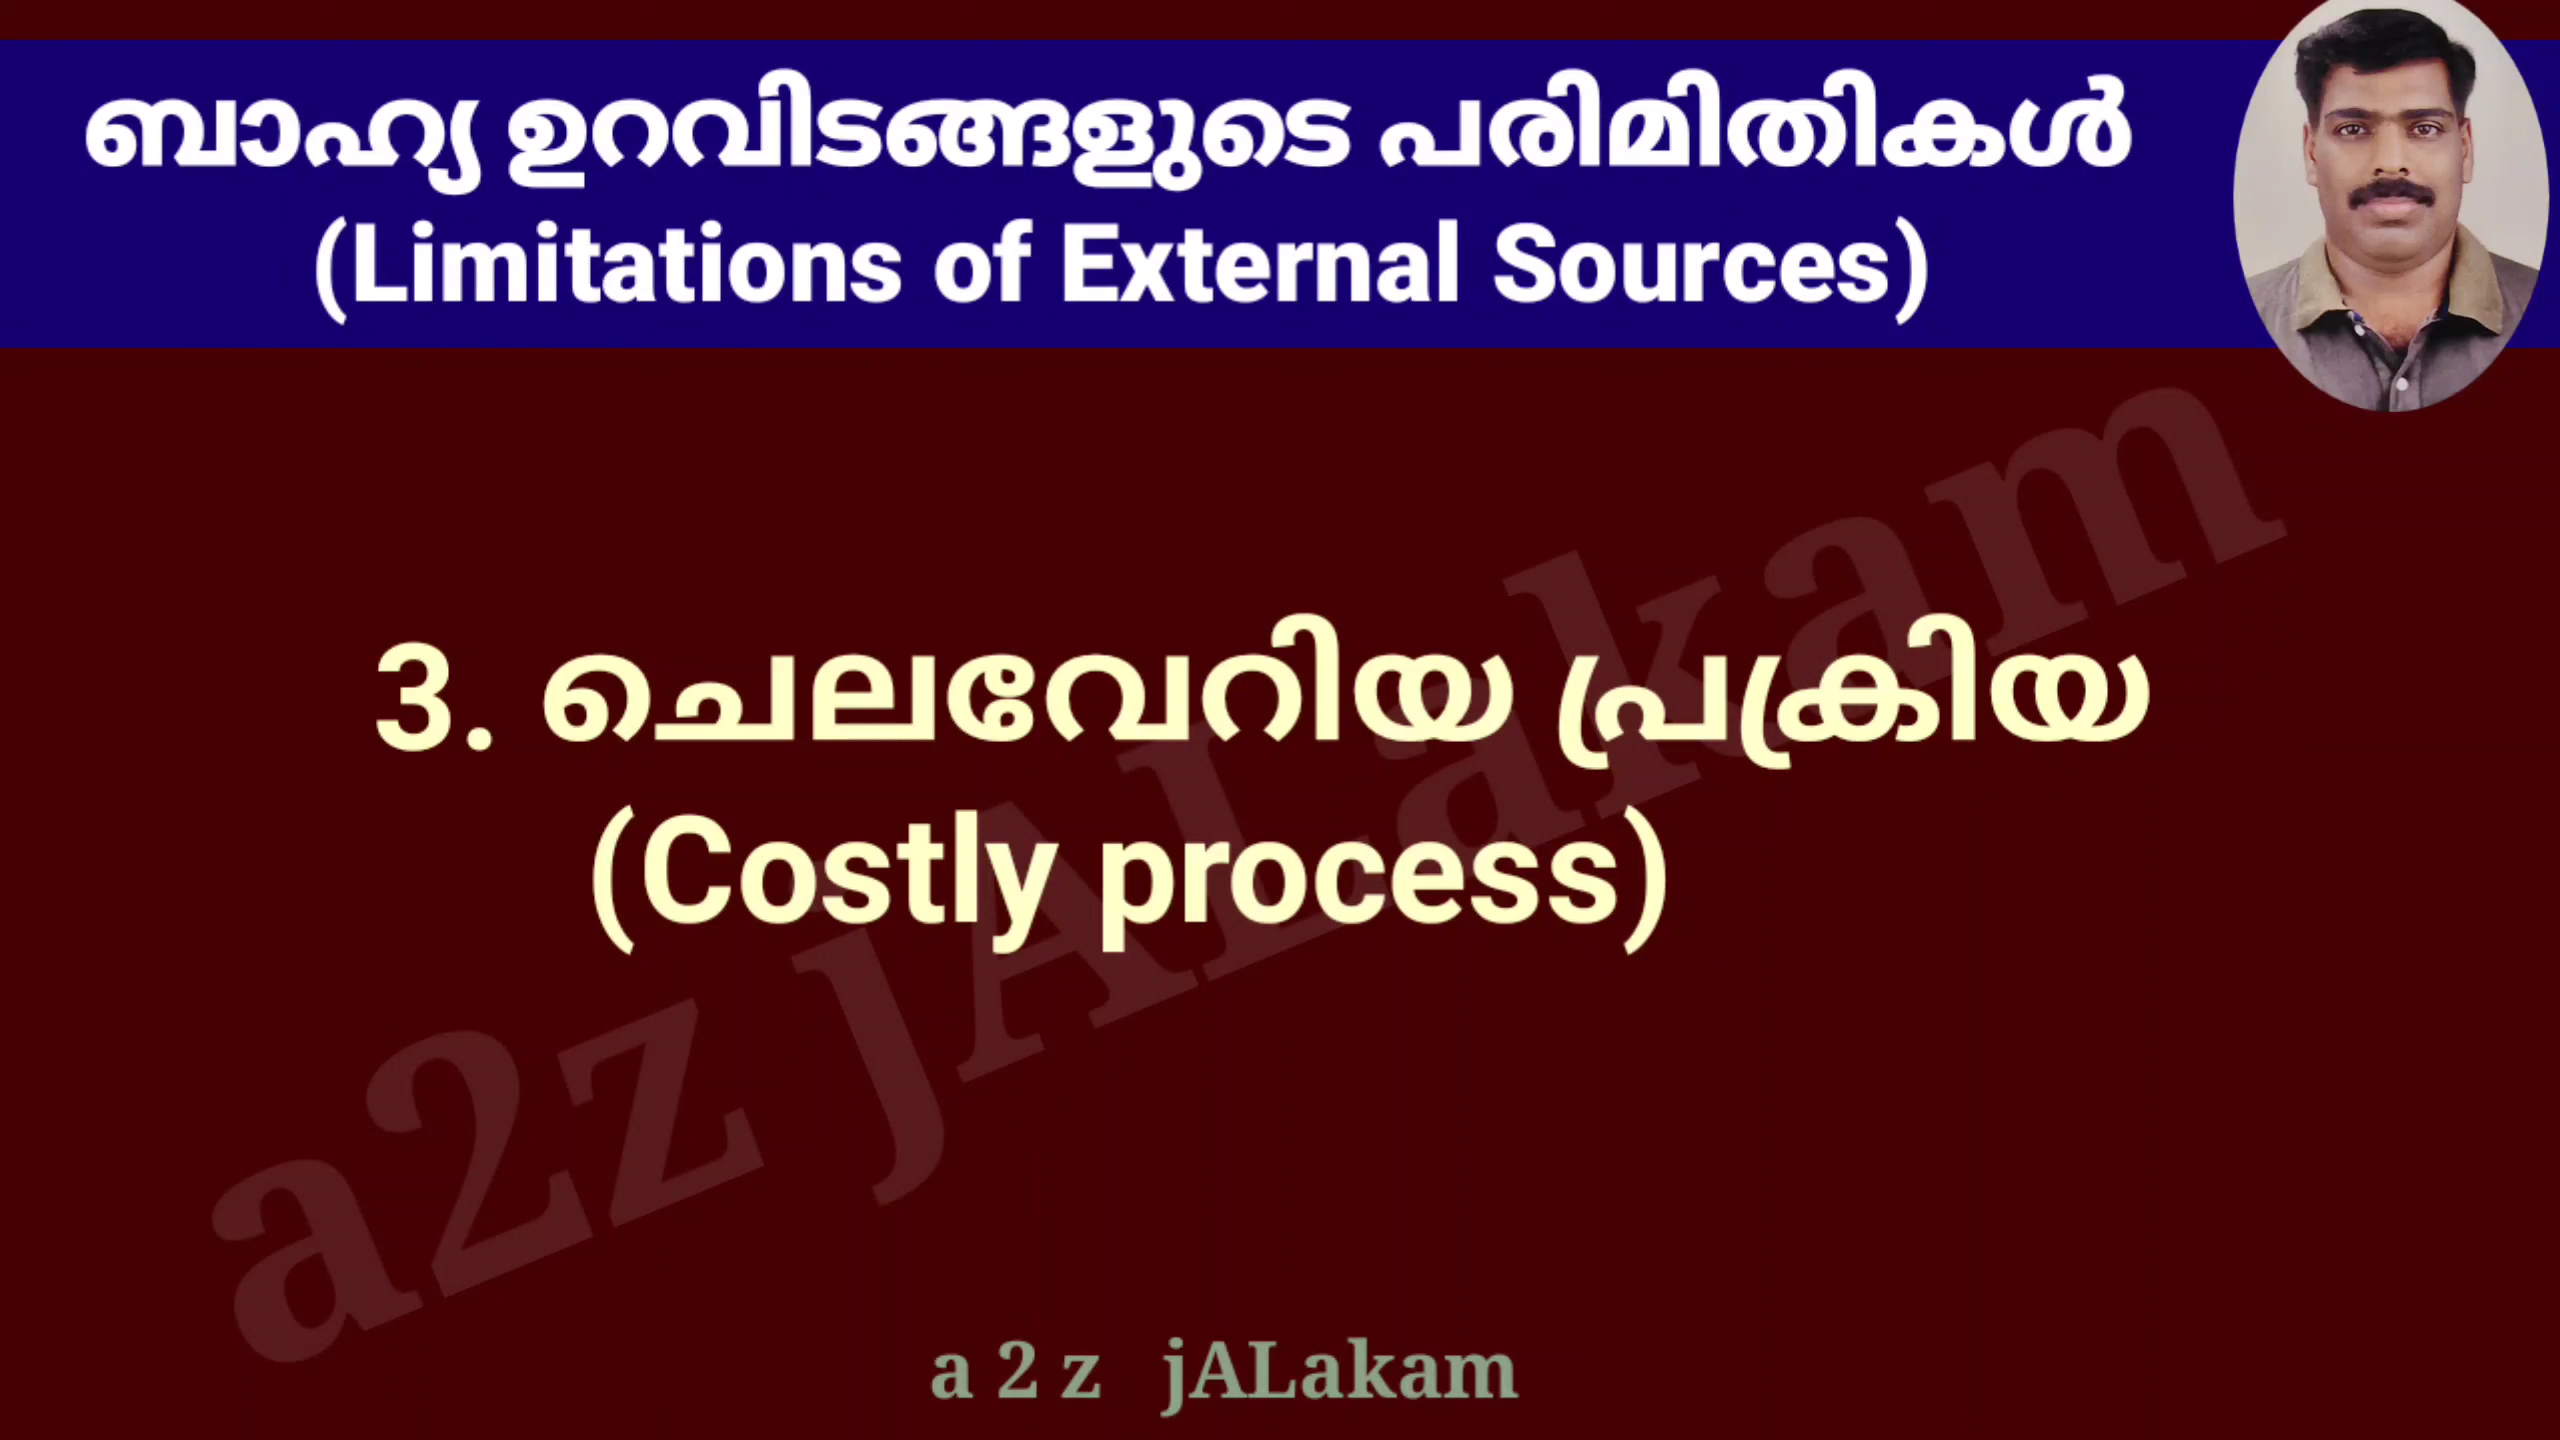 ബാഹ്യ ഉറവിടങ്ങളുടെ പരിമിതികൾ
(Limitations of External Sources)
3. ചെലവേറിയ പ്രക്രിയ
(Costly process)
a2z jALakam
a 2 z jALakam